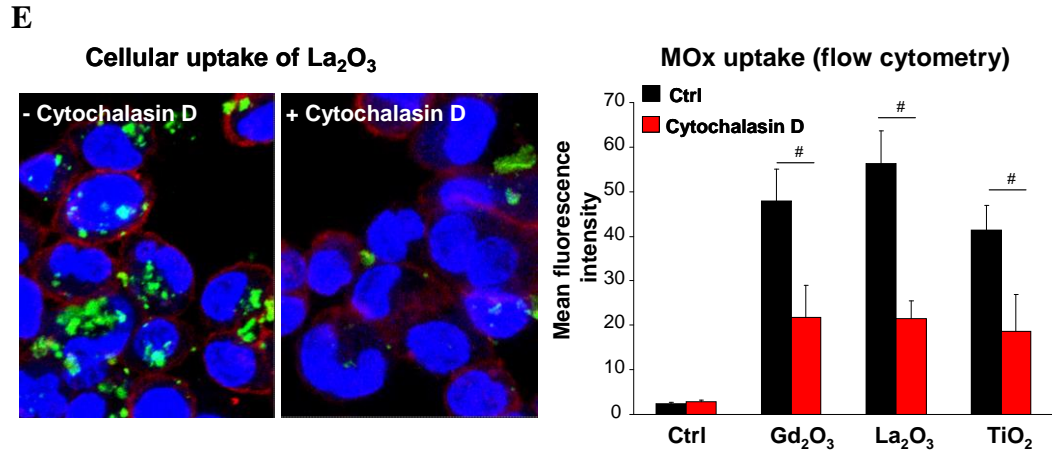 E
Cellular uptake of La₂O₃
- Cytochalasin D
+ Cytochalasin D
MOx uptake (flow cytometry)
Ctrl
Cytochalasin D
Mean fluorescence
intensity
70
60
50
40
30
20
10
0
#
#
#
Ctrl Gd₂O₃ La₂O₃ TiO₂